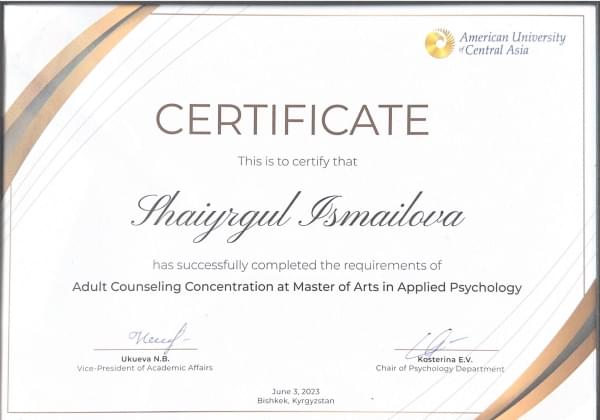 American University
of Central Asia
CERTIFICATE
This is to certify that
Shaiyrgul Ismailova
has successfully completed the requirements of
Adult Counseling Concentration at Master of Arts in Applied Psychology
Ukueva N.B.
Vice-President of Academic Affairs
Kosterina E.V.
Chair of Psychology Department
June 3, 2023
Bishkek, Kyrgyzstan